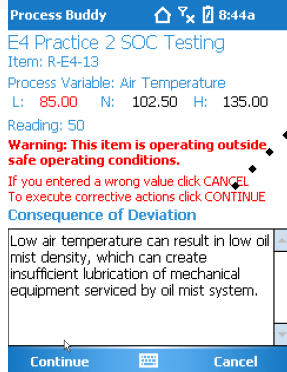 Process Buddy 8:44a
E4 Practice 2 SOC Testing
Item: R-E4-13
Process Variable: Air Temperature
L: 85.00 N: 102.50 H: 135.00
Reading: 50
Warning: This item is operating outside
safe operating conditions.
If you entered a wrong value click CANCEL
To execute corrective actions click CONTINUE
Consequence of Deviation
Low air temperature can result in low oil
mist density, which can create
insufficient lubrication of mechanical
equipment serviced by oil mist system.
Continue Cancel